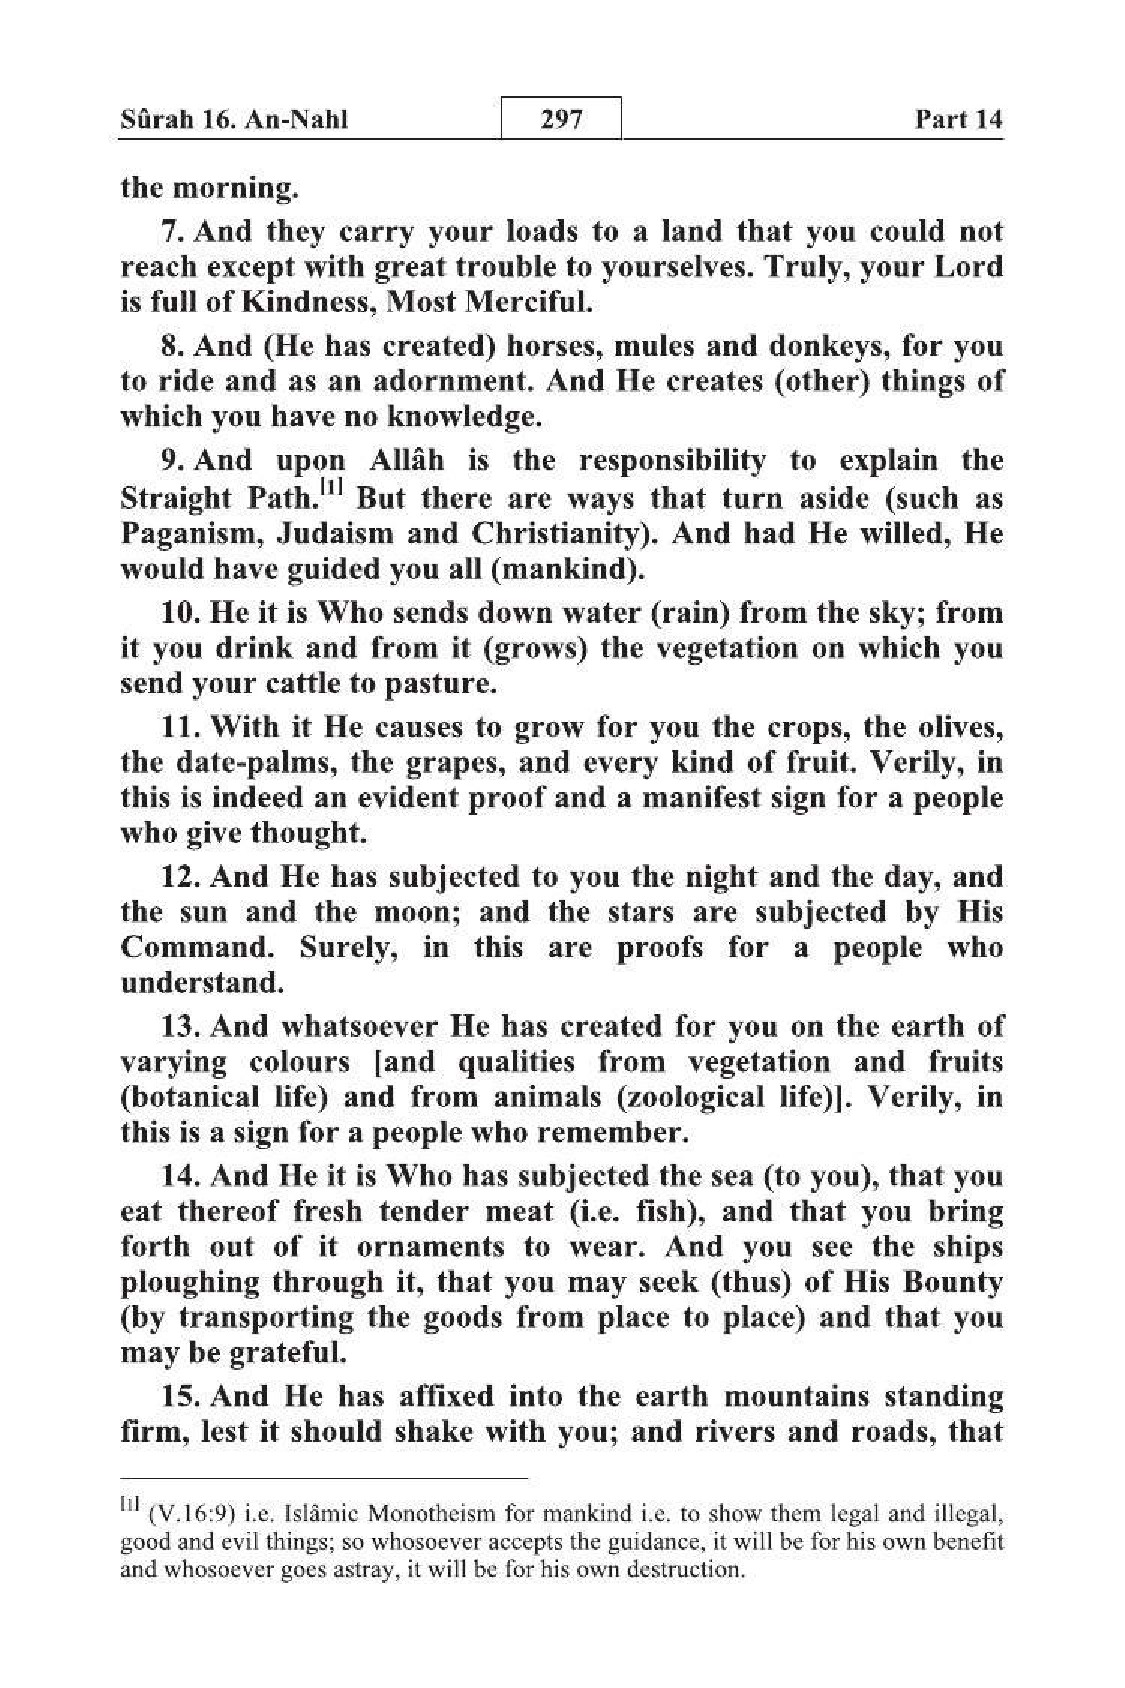 Sûrah 16. An-Nahl 297 Part 14
the morning.
7. And they carry your loads to a land that you could not
reach except with great trouble to yourselves. Truly, your Lord
is full of Kindness, Most Merciful.
8. And (He has created) horses, mules and donkeys, for you
to ride and as an adornment. And He creates (other) things of
which you have no knowledge.
9. And upon Allâh is the responsibility to explain the
Straight Path.[1] But there are ways that turn aside (such as
Paganism, Judaism and Christianity). And had He willed, He
would have guided you all (mankind).
10. He it is Who sends down water (rain) from the sky; from
it you drink and from it (grows) the vegetation on which you
send your cattle to pasture.
11. With it He causes to grow for you the crops, the olives,
the date-palms, the grapes, and every kind of fruit. Verily, in
this is indeed an evident proof and a manifest sign for a people
who give thought.
12. And He has subjected to you the night and the day, and
the sun and the moon; and the stars are subjected by His
Command. Surely, in this are proofs for a people who
understand.
13. And whatsoever He has created for you on the earth of
varying colours [and qualities from vegetation and fruits
(botanical life) and from animals (zoological life)]. Verily, in
this is a sign for a people who remember.
14. And He it is Who has subjected the sea (to you), that you
eat thereof fresh tender meat (i.e. fish), and that you bring
forth out of it ornaments to wear. And you see the ships
ploughing through it, that you may seek (thus) of His Bounty
(by transporting the goods from place to place) and that you
may be grateful.
15. And He has affixed into the earth mountains standing
firm, lest it should shake with you; and rivers and roads, that
[1] (V.16:9) i.e. Islâmic Monotheism for mankind i.e. to show them legal and illegal,
good and evil things; so whosoever accepts the guidance, it will be for his own benefit
and whosoever goes astray, it will be for his own destruction.